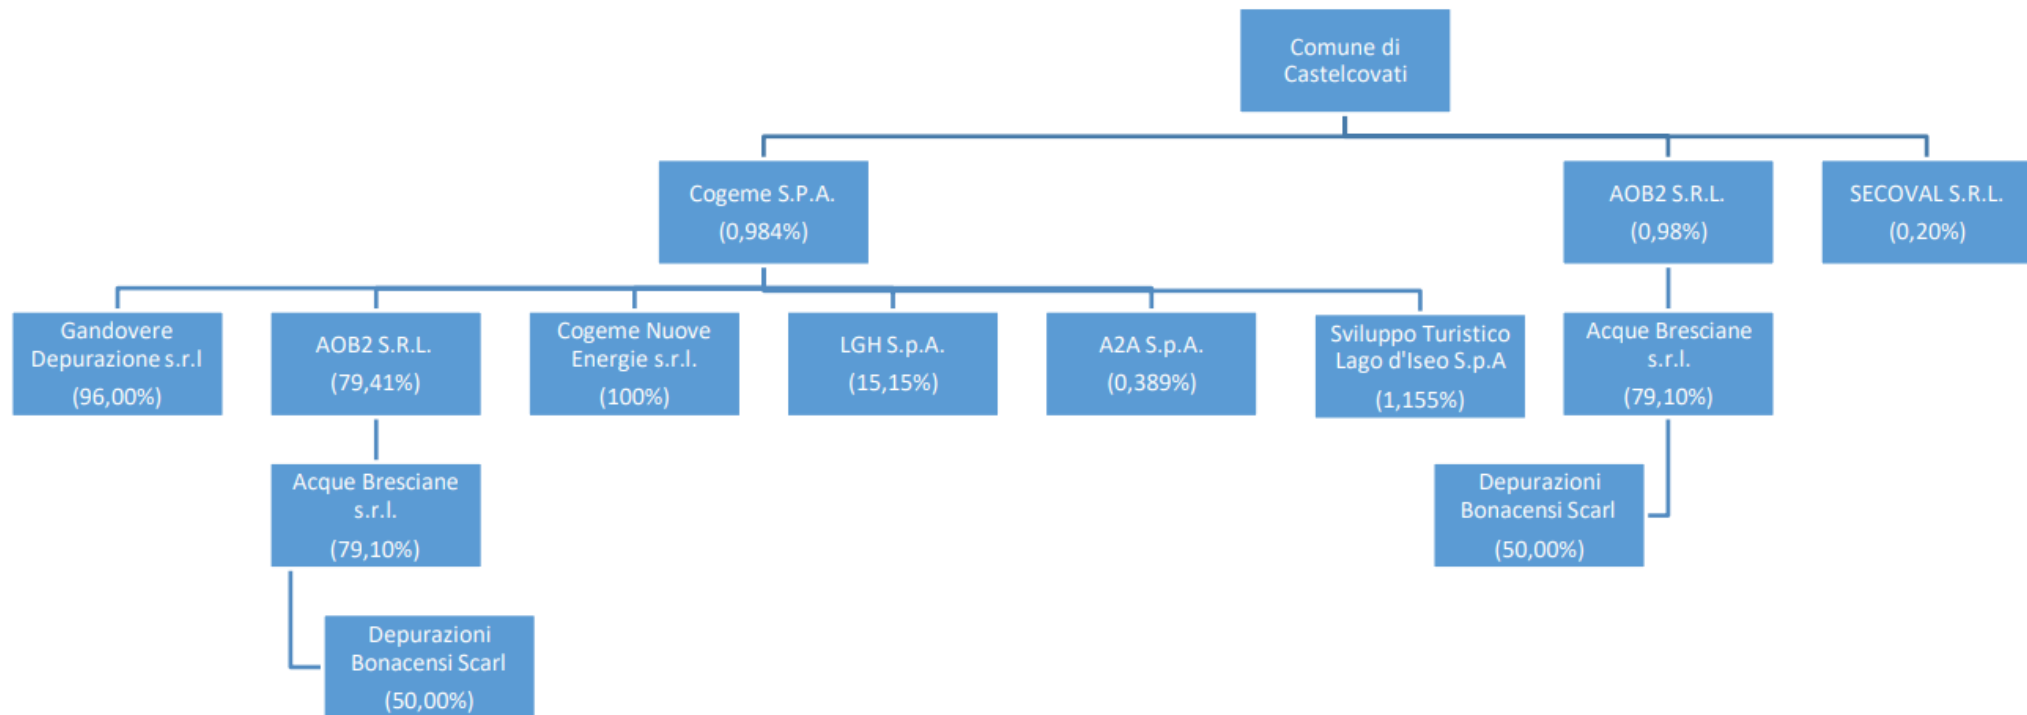 Comune di
Castelcovati
Cogeme S.P.A.
(0,984%)
AOB2 S.R.L.
(0,98%)
SECOVAL S.R.L.
(0,20%)
Gandovere
Depurazione s.r.l
(96,00%)
AOB2 S.R.L.
(79,41%)
Cogeme Nuove
Energie s.r.l.
(100%)
LGH S.p.A.
(15,15%)
A2A S.p.A.
(0,389%)
Sviluppo Turistico
Lago d'Iseo S.p.A
(1,155%)
Acque Bresciane
s.r.l.
(79,10%)
Acque Bresciane
s.r.l.
(79,10%)
Depurazioni
Bonacensi Scarl
(50,00%)
Depurazioni
Bonacensi Scarl
(50,00%)